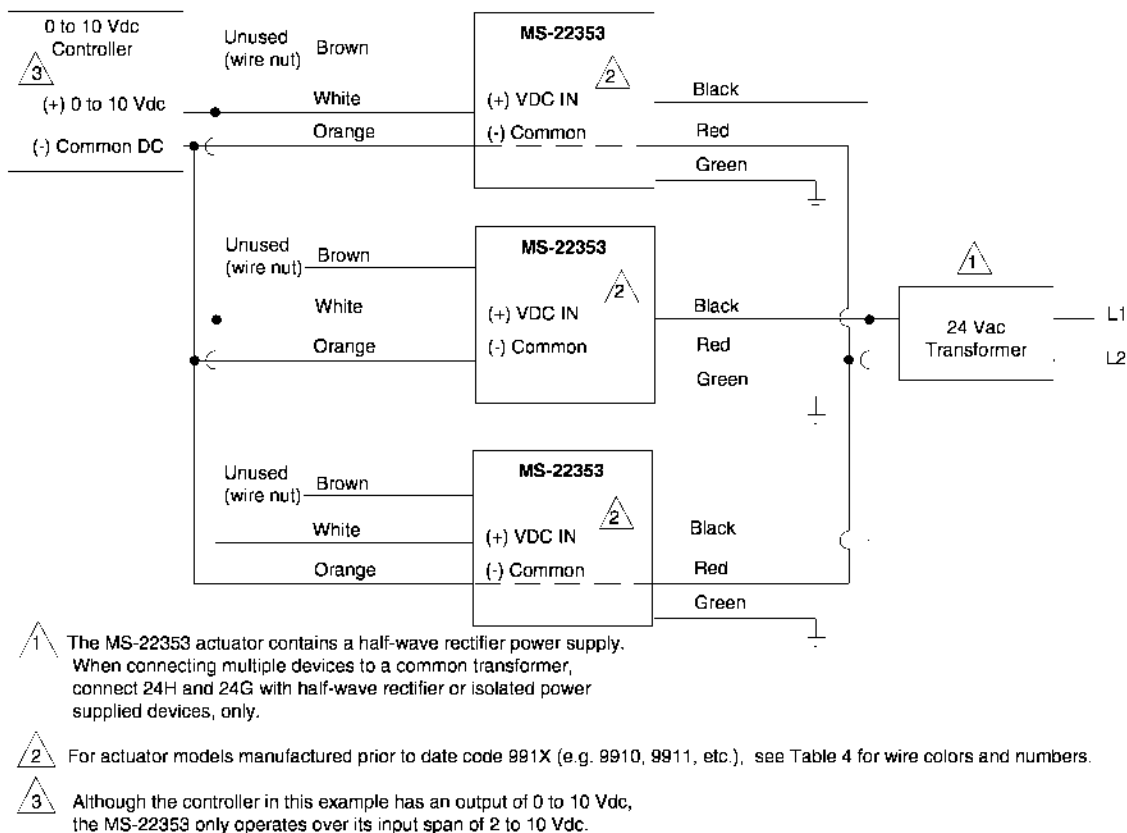 0 to 10 Vdc
Controller
3
(+) 0 to 10 Vdc
(-) Common DC
Unused
(wire nut)
Brown
White
Orange
MS-22353
2
(+) VDC IN
(-) Common
Black
Red
Green
Unused
(wire nut)
Brown
White
Orange
MS-22353
2
(+) VDC IN
(-) Common
Black
Red
Green
1
24 Vac
Transformer
L1
L2
Unused
(wire nut)
Brown
White
Orange
MS-22353
2
(+) VDC IN
(-) Common
Black
Red
Green
1 The MS-22353 actuator contains a half-wave rectifier power supply.
When connecting multiple devices to a common transformer,
connect 24H and 24G with half-wave rectifier or isolated power
supplied devices, only.
2 For actuator models manufactured prior to date code 991X (e.g. 9910, 9911, etc.), see Table 4 for wire colors and numbers.
3 Although the controller in this example has an output of 0 to 10 Vdc,
the MS-22353 only operates over its input span of 2 to 10 Vdc.